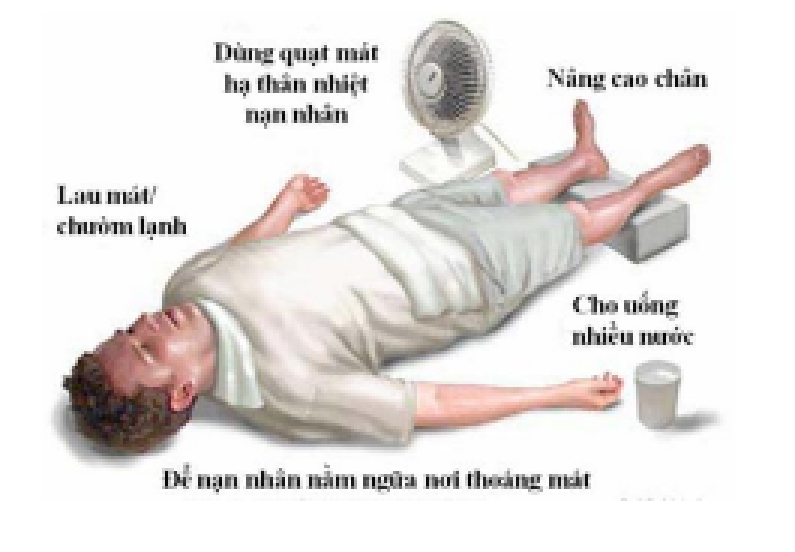 Dùng quạt mát
hạ thân nhiệt
nạn nhân
Nâng cao chân
Lau mát/
chườm lạnh
Cho uống
nhiều nước
Để nạn nhân nằm ngửa nơi thoáng mát